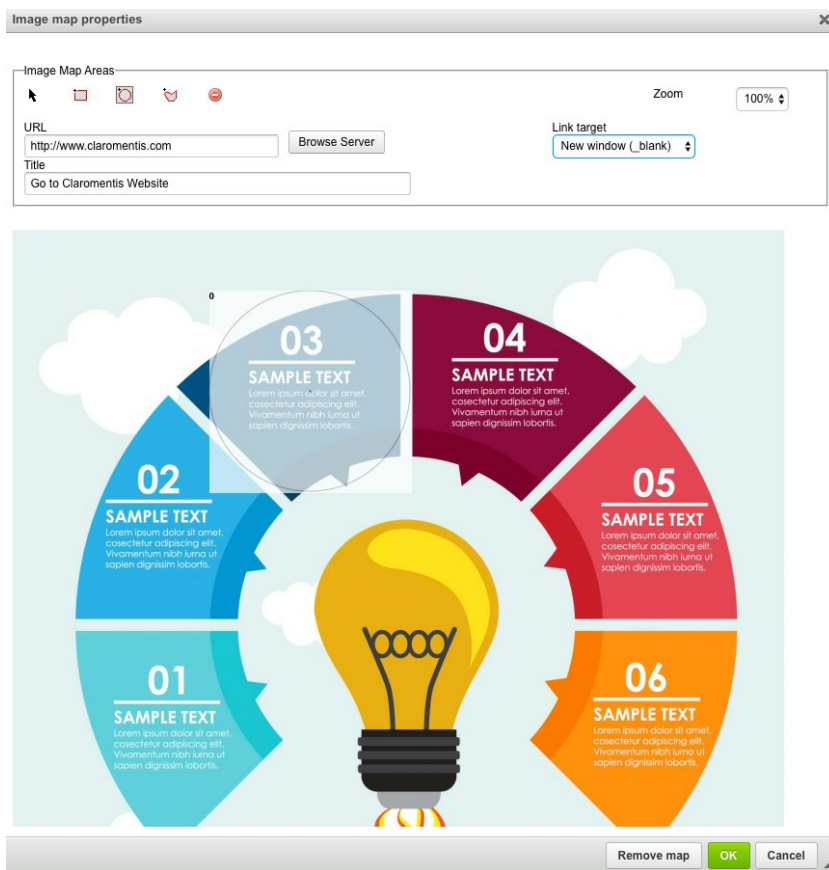 Image map properties
Image Map Areas
Zoom
100%
URL
Link target
http://www.claromentis.com
Browse Server
New window (_blank)
Title
Go to Claromentis Website
0
03
SAMPLE TEXT
Lorem ipsum dolor sit amet,
cosectetur adipiscing elit.
Vivamentum nibh iurna ut
sapien dignissim lobortis.
04
SAMPLE TEXT
Lorem ipsum dolor sit amet,
cosectetur adipiscing elit.
Vivamentum nibh iurna ut
sapien dignissim lobortis.
02
SAMPLE TEXT
Lorem ipsum dolor sit amet,
cosectetur adipiscing elit.
Vivamentum nibh iurna ut
sapien dignissim lobortis.
05
SAMPLE TEXT
Lorem ipsum dolor sit amet,
cosectetur adipiscing elit.
Vivamentum nibh iurna ut
sapien dignissim lobortis.
01
SAMPLE TEXT
Lorem ipsum dolor sit amet,
cosectetur adipiscing elit.
Vivamentum nibh iurna ut
sapien dignissim lobortis.
06
SAMPLE TEXT
Lorem ipsum dolor sit amet,
cosectetur adipiscing elit.
Vivamentum nibh iurna ut
sapien dignissim lobortis.
Remove map
OK
Cancel